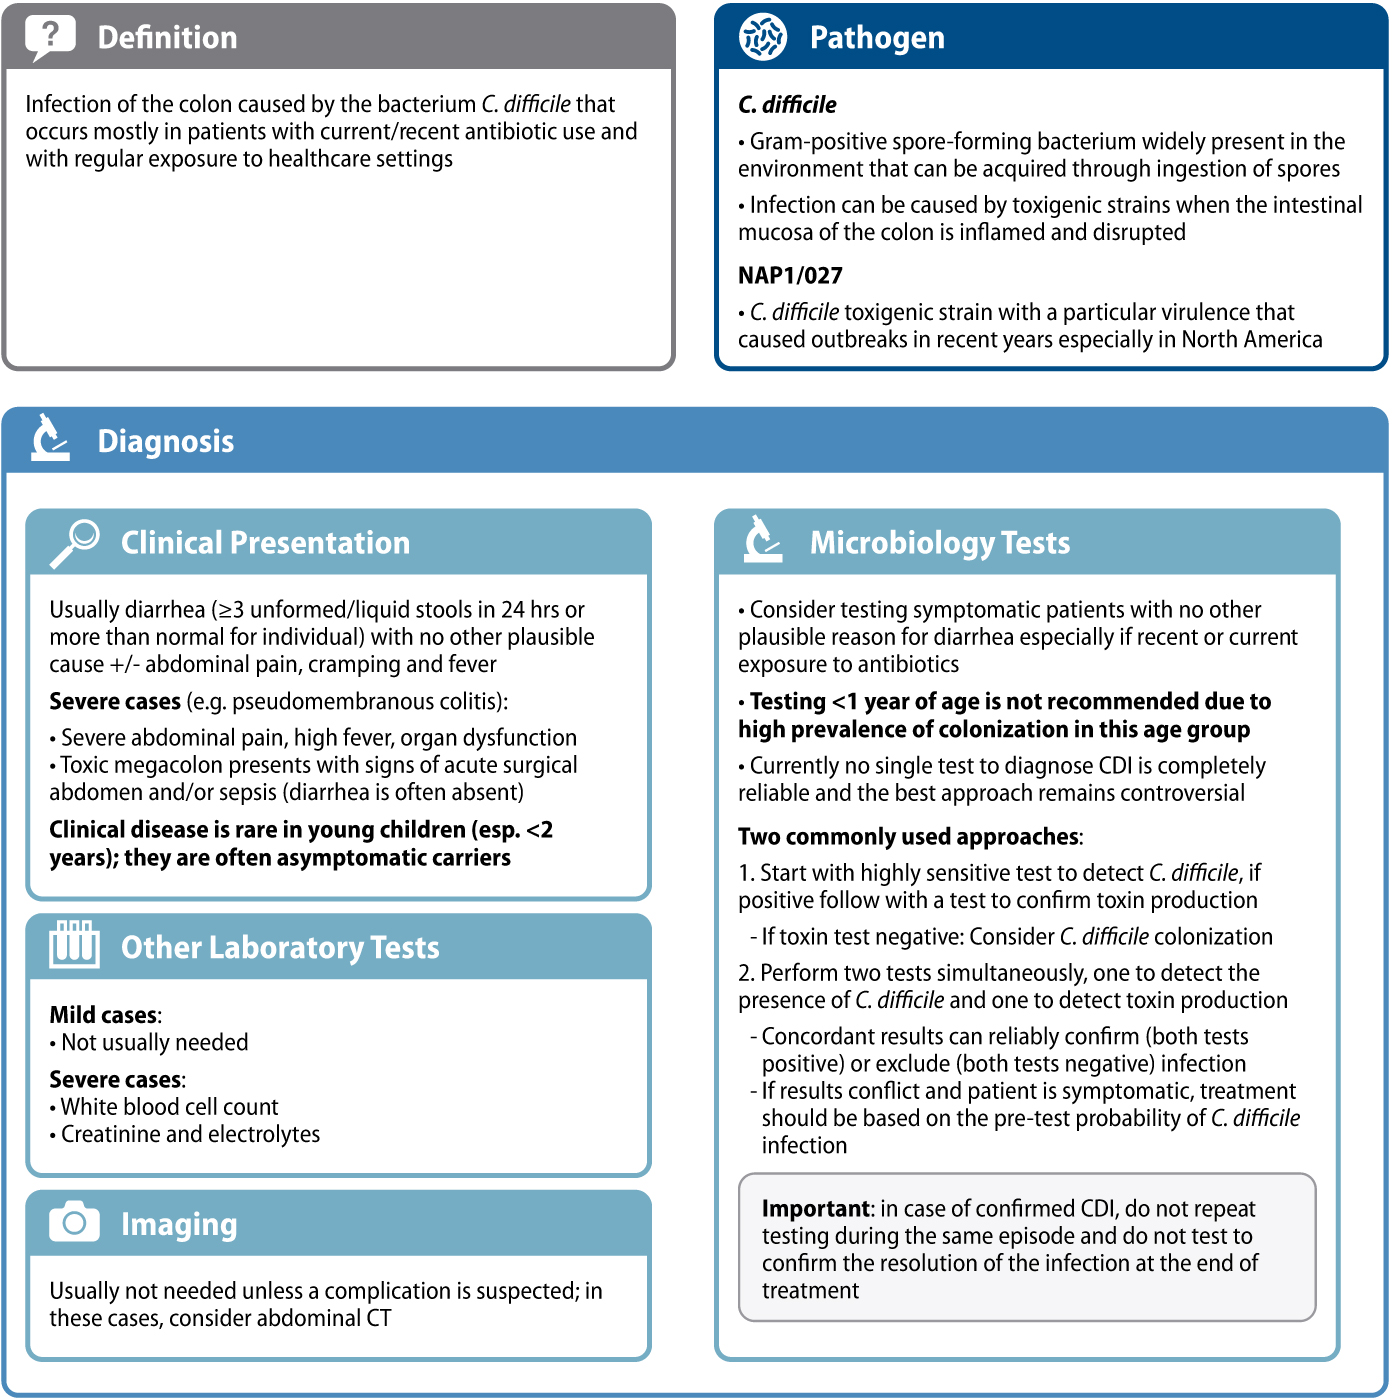 Definition
Infection of the colon caused by the bacterium C. difficile that
occurs mostly in patients with current/recent antibiotic use and
with regular exposure to healthcare settings
Pathogen
C. difficile
• Gram-positive spore-forming bacterium widely present in the
environment that can be acquired through ingestion of spores
• Infection can be caused by toxigenic strains when the intestinal
mucosa of the colon is inflamed and disrupted
NAP1/027
• C. difficile toxigenic strain with a particular virulence that
caused outbreaks in recent years especially in North America
Diagnosis
Clinical Presentation
Usually diarrhea (≥3 unformed/liquid stools in 24 hrs or
more than normal for individual) with no other plausible
cause +/- abdominal pain, cramping and fever
Severe cases (e.g. pseudomembranous colitis):
• Severe abdominal pain, high fever, organ dysfunction
• Toxic megacolon presents with signs of acute surgical
abdomen and/or sepsis (diarrhea is often absent)
Clinical disease is rare in young children (esp. <2
years); they are often asymptomatic carriers
Other Laboratory Tests
Mild cases:
• Not usually needed
Severe cases:
• White blood cell count
• Creatinine and electrolytes
Imaging
Usually not needed unless a complication is suspected; in
these cases, consider abdominal CT
Microbiology Tests
• Consider testing symptomatic patients with no other
plausible reason for diarrhea especially if recent or current
exposure to antibiotics
• Testing <1 year of age is not recommended due to
high prevalence of colonization in this age group
• Currently no single test to diagnose CDI is completely
reliable and the best approach remains controversial
Two commonly used approaches:
1. Start with highly sensitive test to detect C. difficile, if
positive follow with a test to confirm toxin production
- If toxin test negative: Consider C. difficile colonization
2. Perform two tests simultaneously, one to detect the
presence of C. difficile and one to detect toxin production
- Concordant results can reliably confirm (both tests
positive) or exclude (both tests negative) infection
- If results conflict and patient is symptomatic, treatment
should be based on the pre-test probability of C. difficile
infection
Important: in case of confirmed CDI, do not repeat
testing during the same episode and do not test to
confirm the resolution of the infection at the end of
treatment